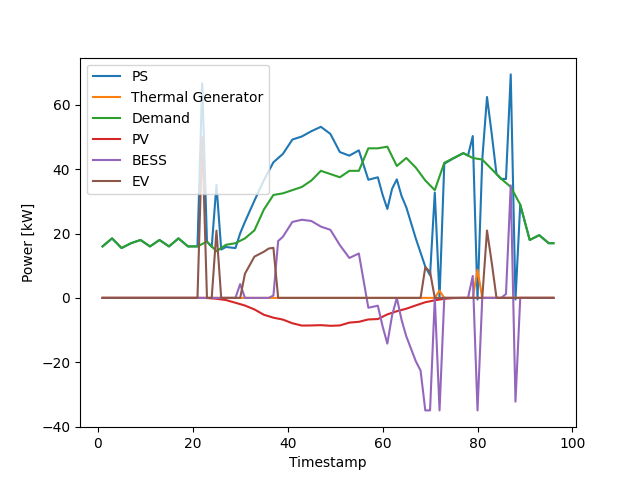 PS
Thermal Generator
Demand
PV
BESS
EV
Power [kW]
60
40
20
0
−20
−40
0 20 40 60 80 100
Timestamp